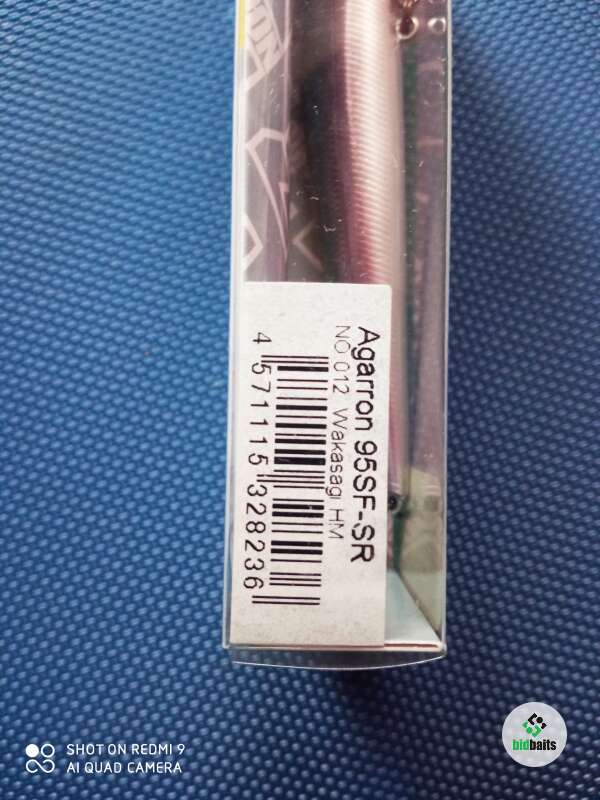 Agarron 95SF-SR
NO 012 Wakasagi HM
4 571115 328236
SHOT ON REDMI 9
AI QUAD CAMERA
bidbaits